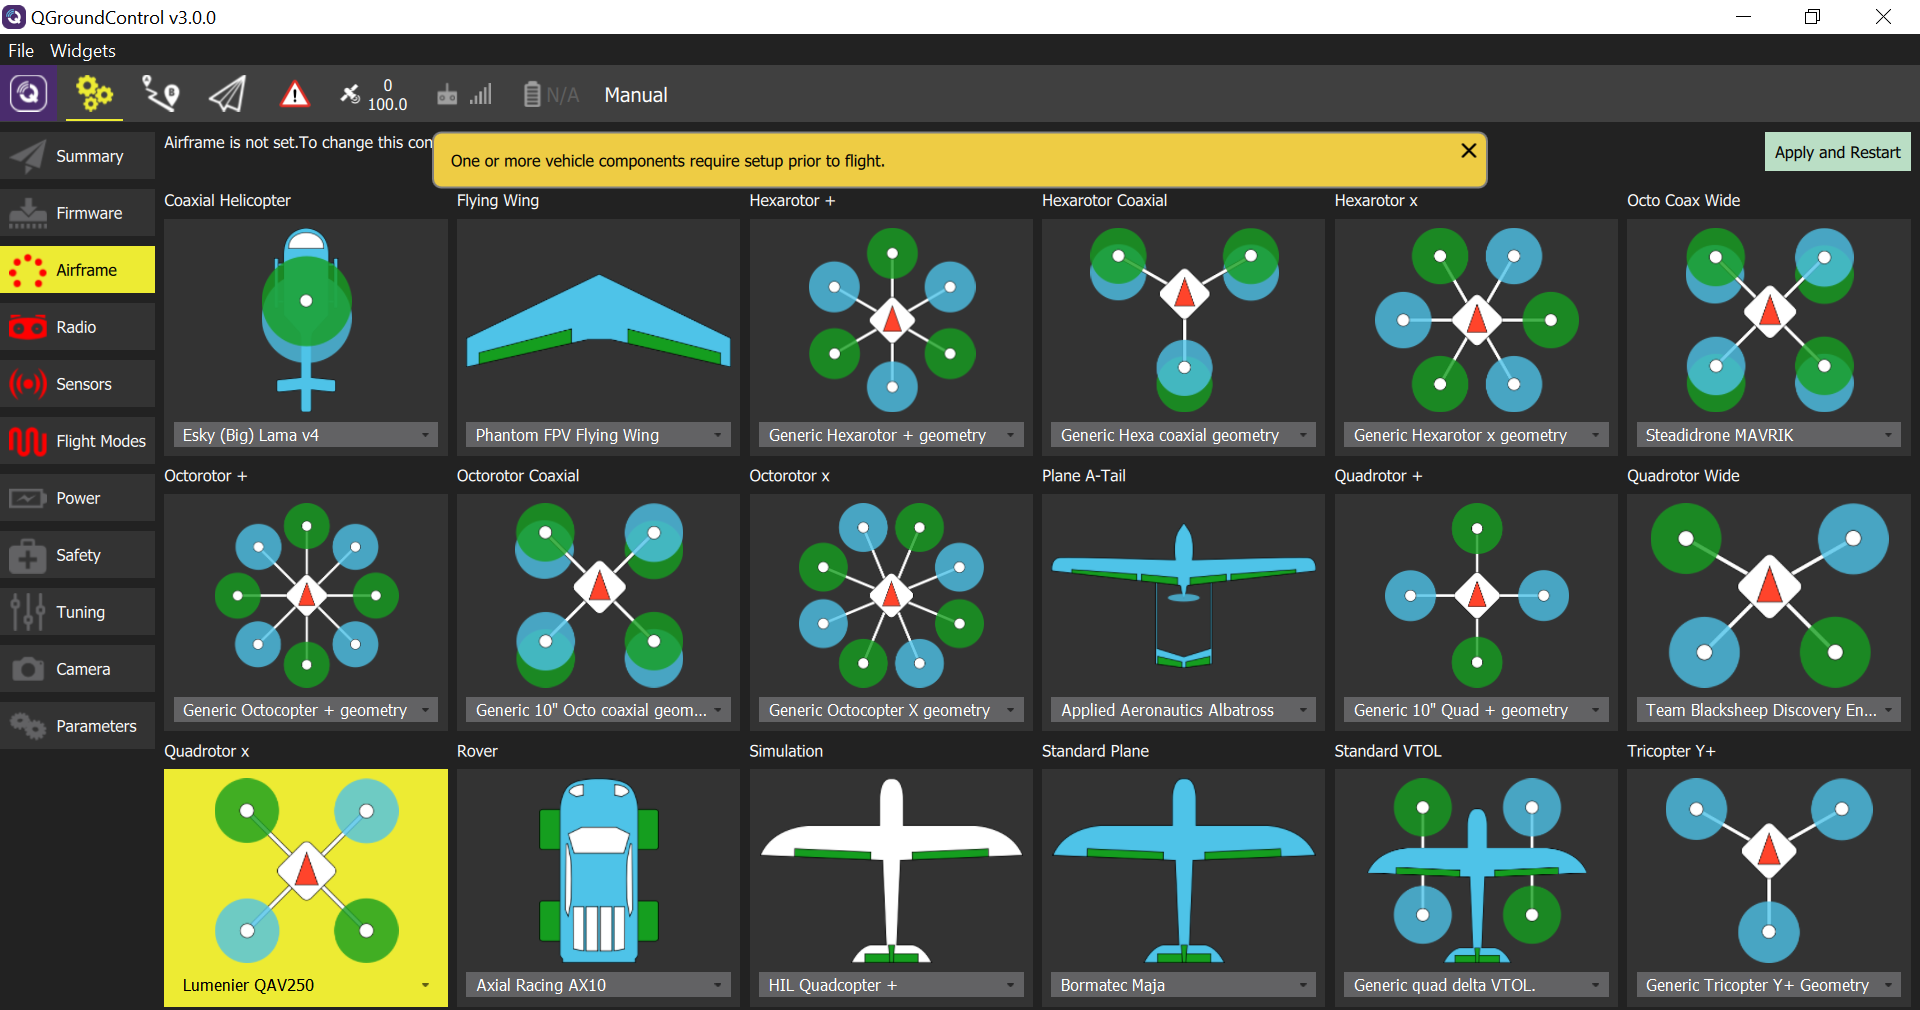 QGroundControl v3.0.0
File Widgets
0
100.0
N/A
Manual
Summary
Firmware
Airframe
Radio
Sensors
Flight Modes
Power
Safety
Tuning
Camera
Parameters
Airframe is not set.To change this con
One or more vehicle components require setup prior to flight.
Apply and Restart
Coaxial Helicopter
Flying Wing
Hexarotor +
Hexarotor Coaxial
Hexarotor x
Octo Coax Wide
Esky (Big) Lama v4
Phantom FPV Flying Wing
Generic Hexarotor + geometry
Generic Hexa coaxial geometry
Generic Hexarotor x geometry
Steadidrone MAVRIK
Octorotor +
Octorotor Coaxial
Octorotor x
Plane A-Tail
Quadrotor +
Quadrotor Wide
Generic Octocopter + geometry
Generic 10" Octo coaxial geom...
Generic Octocopter X geometry
Applied Aeronautics Albatross
Generic 10" Quad + geometry
Team Blacksheep Discovery En...
Quadrotor x
Rover
Simulation
Standard Plane
Standard VTOL
Tricopter Y+
Lumenier QAV250
Axial Racing AX10
HIL Quadcopter +
Bormatec Maja
Generic quad delta VTOL.
Generic Tricopter Y+ Geometry